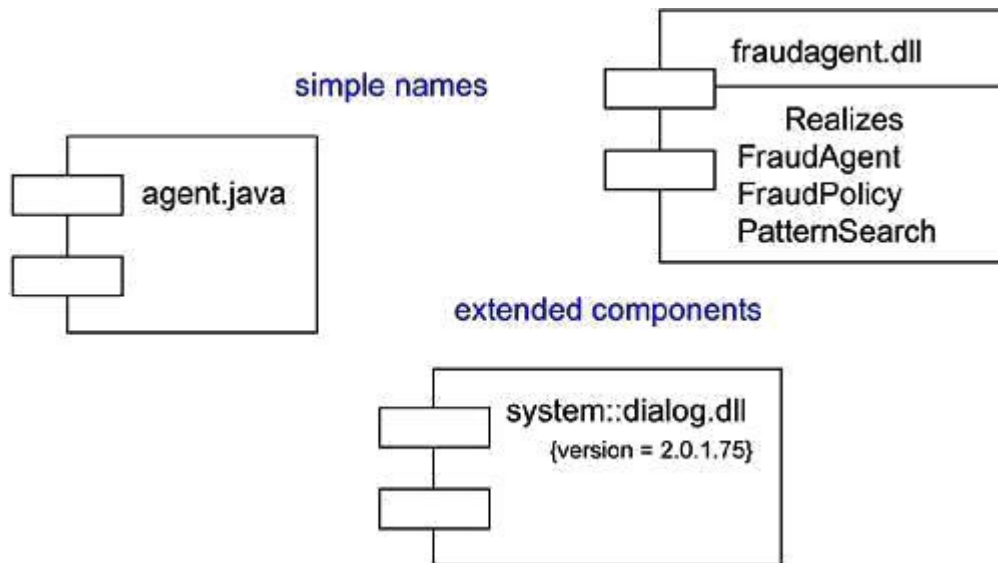 simple names
agent.java
fraudagent.dll
Realizes
FraudAgent
FraudPolicy
PatternSearch
extended components
system::dialog.dll
{version = 2.0.1.75}